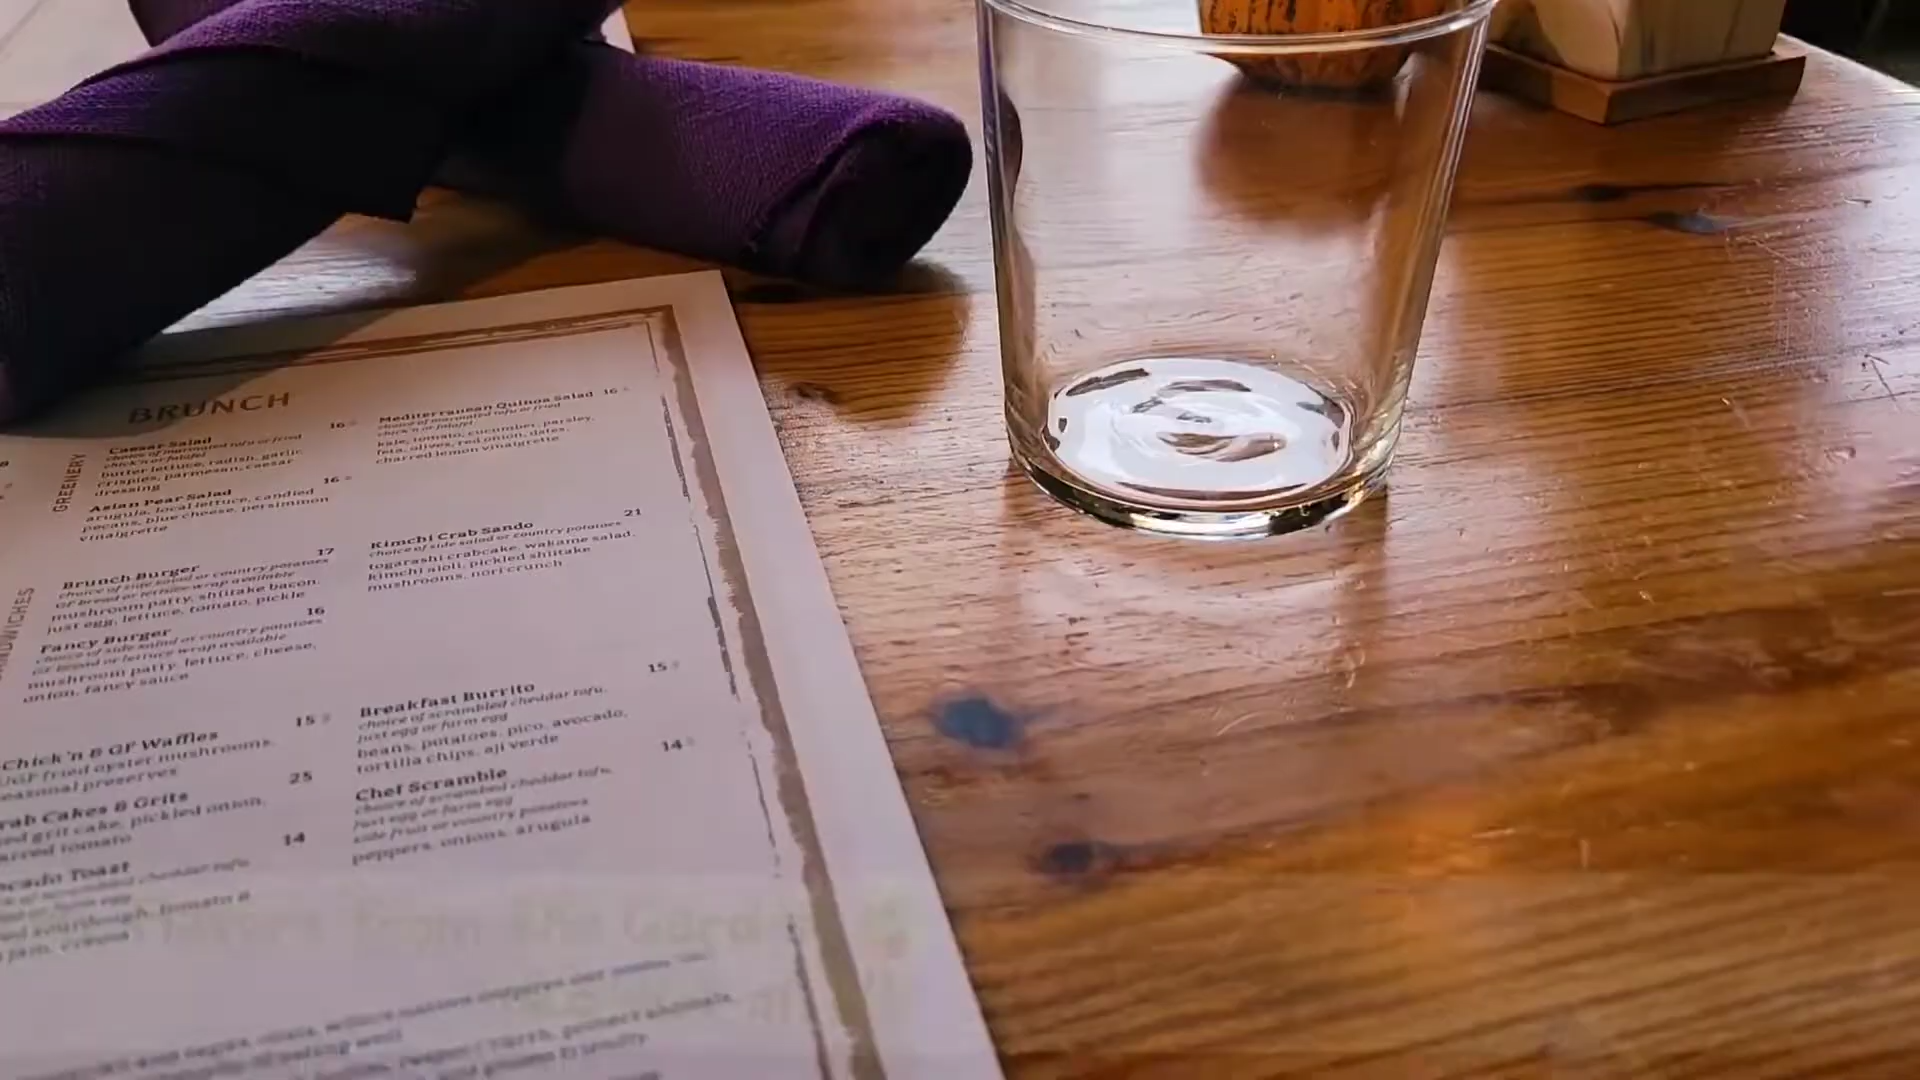 BRUNCH
GREENERY
Caesar Salad 16
choice of marinated tofu or fried
chick'n or falafel
butter lettuce, radish, garlic
crispies, parmesan, caesar
dressing
Asian Pear Salad 16
arugula, local lettuce, candied
pecans, blue cheese, persimmon
vinaigrette
Mediterranean Quinoa Salad 16
choice of marinated tofu or fried
chick'n or falafel
kale, tomato, cucumber, parsley,
feta, olives, red onion, dates,
charred lemon vinaigrette
Brunch Burger 17
choice of side salad or country potatoes
GF bread or lettuce wrap available
mushroom patty, shiitake bacon,
just egg, lettuce, tomato, pickle
Fancy Burger 16
choice of side salad or country potatoes
GF bread or lettuce wrap available
mushroom patty, lettuce, cheese,
onion, fancy sauce
Kimchi Crab Sando 21
choice of side salad or country potatoes
togarashi crabcake, wakame salad,
kimchi aioli, pickled shiitake
mushrooms, nori crunch
Chick'n & GF Waffles 15
fried oyster mushrooms,
preserves
Cakes & Grits 25
grit cake, pickled onion,
tomato
Toast 14
Breakfast Burrito 15
choice of scrambled cheddar tofu,
just egg or farm egg
beans, potatoes, pico, avocado,
tortilla chips, aji verde
Chef Scramble 14
choice of scrambled cheddar tofu,
just egg or farm egg
side fruit or country potatoes
peppers, onions, arugula
from the Garden